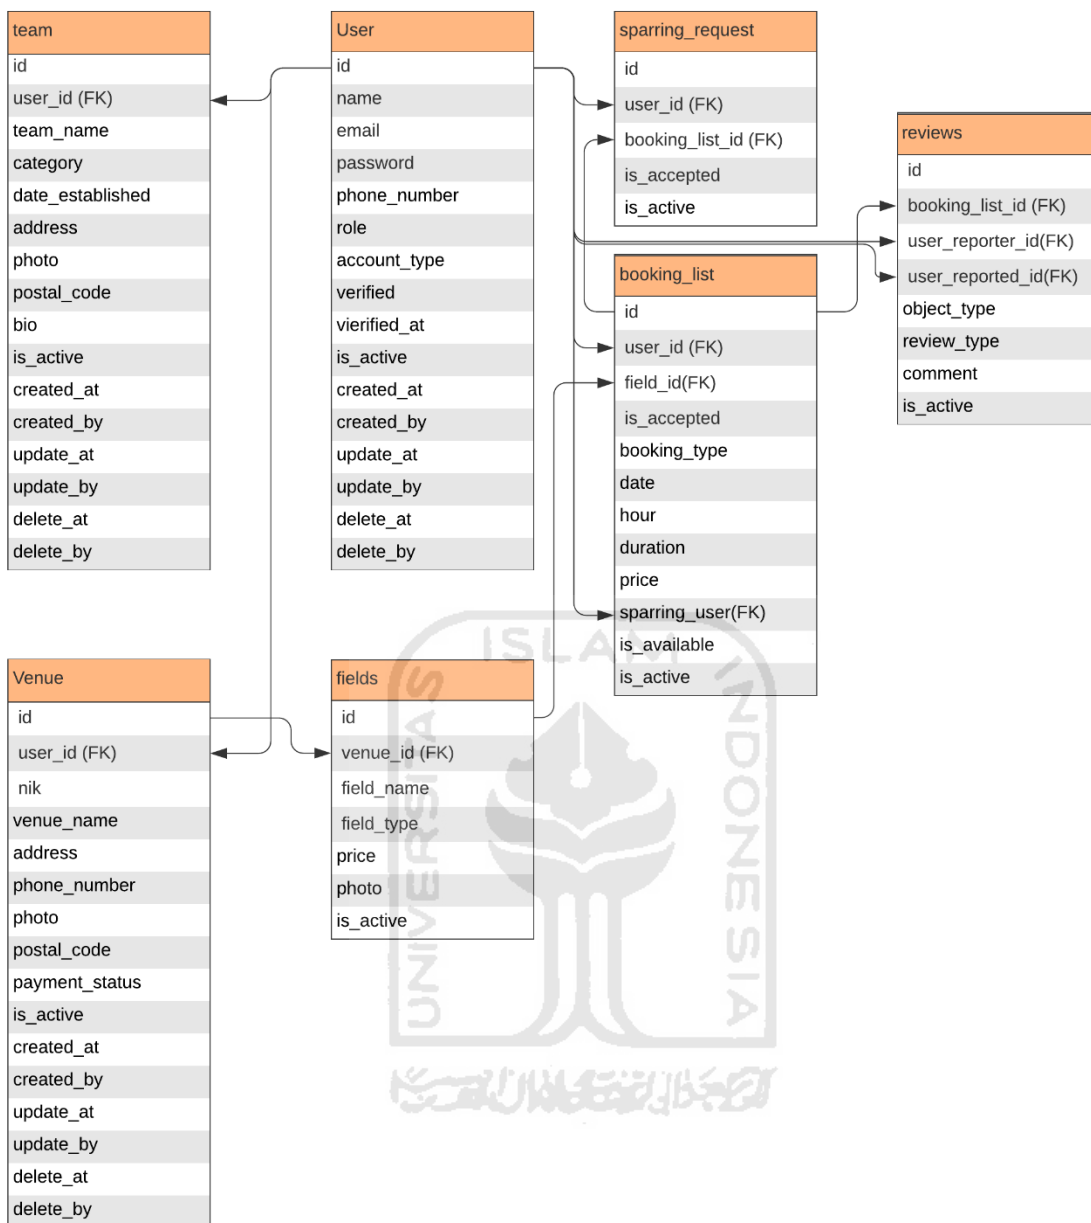 team
id
user_id (FK)
team_name
category
date_established
address
photo
postal_code
bio
is_active
created_at
created_by
update_at
update_by
delete_at
delete_by
User
id
name
email
password
phone_number
role
account_type
verified
vierified_at
is_active
created_at
created_by
update_at
update_by
delete_at
delete_by
sparring_request
id
user_id (FK)
booking_list_id (FK)
is_accepted
is_active
reviews
id
booking_list_id (FK)
user_reporter_id(FK)
user_reported_id(FK)
object_type
review_type
comment
is_active
booking_list
id
user_id (FK)
field_id(FK)
is_accepted
booking_type
date
hour
duration
price
sparring_user(FK)
is_available
is_active
Venue
id
user_id (FK)
nik
venue_name
address
phone_number
photo
postal_code
payment_status
is_active
created_at
created_by
update_at
update_by
delete_at
delete_by
fields
id
venue_id (FK)
field_name
field_type
price
photo
is_active
UNIVERSITAS
ISLAM
INDONESIA